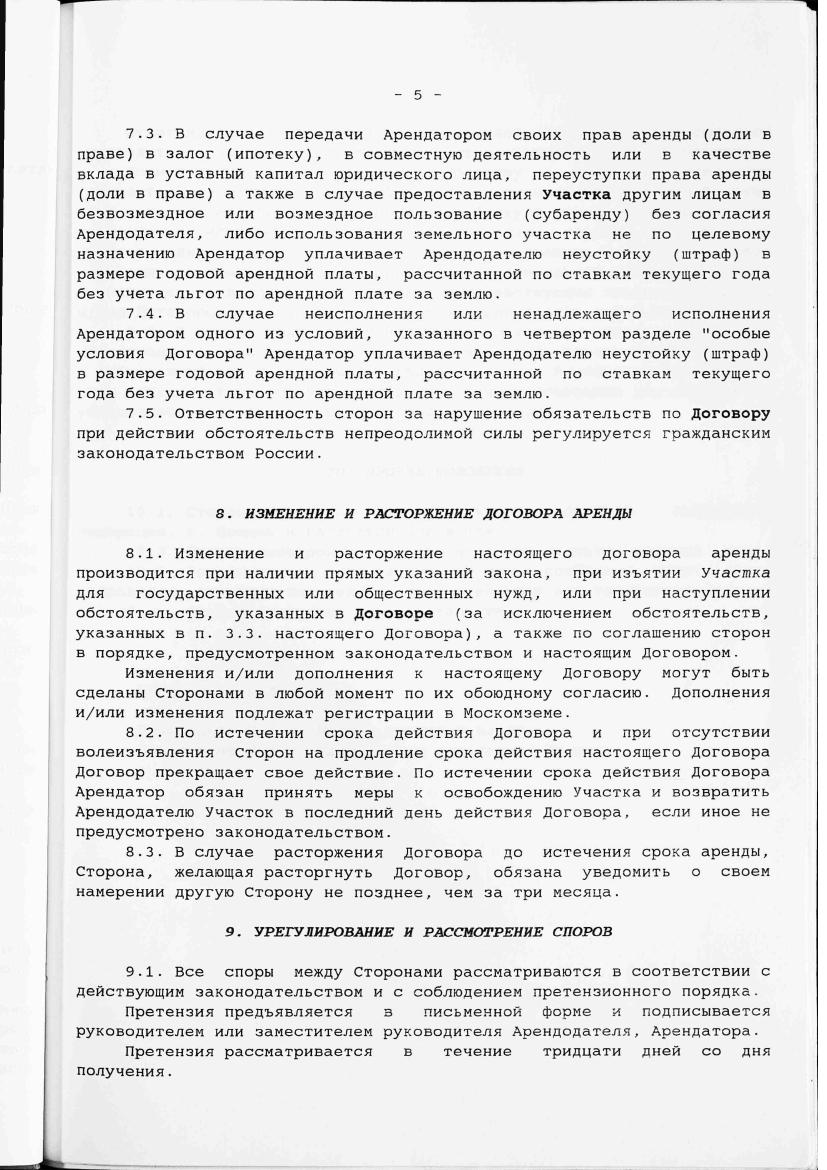 - 5 -
7.3. В случае передачи Арендатором своих прав аренды (доли в
праве) в залог (ипотеку), в совместную деятельность или в качестве
вклада в уставный капитал юридического лица, переуступки права аренды
(доли в праве) а также в случае предоставления Участка другим лицам в
безвозмездное или возмездное пользование (субаренду) без согласия
Арендодателя, либо использования земельного участка не по целевому
назначению Арендатор уплачивает Арендодателю неустойку (штраф) в
размере годовой арендной платы, рассчитанной по ставкам текущего года
без учета льгот по арендной плате за землю.
7.4. В случае неисполнения или ненадлежащего исполнения
Арендатором одного из условий, указанного в четвертом разделе "особые
условия Договора" Арендатор уплачивает Арендодателю неустойку (штраф)
в размере годовой арендной платы, рассчитанной по ставкам текущего
года без учета льгот по арендной плате за землю.
7.5. Ответственность сторон за нарушение обязательств по Договору
при действии обстоятельств непреодолимой силы регулируется гражданским
законодательством России.
8. ИЗМЕНЕНИЕ И РАСТОРЖЕНИЕ ДОГОВОРА АРЕНДЫ
8.1. Изменение и расторжение настоящего договора аренды
производится при наличии прямых указаний закона, при изъятии Участка
для государственных или общественных нужд, или при наступлении
обстоятельств, указанных в Договоре (за исключением обстоятельств,
указанных в п. 3.3. настоящего Договора), а также по соглашению сторон
в порядке, предусмотренном законодательством и настоящим Договором.
Изменения и/или дополнения к настоящему Договору могут быть
сделаны Сторонами в любой момент по их обоюдному согласию. Дополнения
и/или изменения подлежат регистрации в Москомземе.
8.2. По истечении срока действия Договора и при отсутствии
волеизъявления Сторон на продление срока действия настоящего Договора
Договор прекращает свое действие. По истечении срока действия Договора
Арендатор обязан принять меры к освобождению Участка и возвратить
Арендодателю Участок в последний день действия Договора, если иное не
предусмотрено законодательством.
8.3. В случае расторжения Договора до истечения срока аренды,
Сторона, желающая расторгнуть Договор, обязана уведомить о своем
намерении другую Сторону не позднее, чем за три месяца.
9. УРЕГУЛИРОВАНИЕ И РАССМОТРЕНИЕ СПОРОВ
9.1. Все споры между Сторонами рассматриваются в соответствии с
действующим законодательством и с соблюдением претензионного порядка.
Претензия предъявляется в письменной форме и подписывается
руководителем или заместителем руководителя Арендодателя, Арендатора.
Претензия рассматривается в течение тридцати дней со дня
получения.